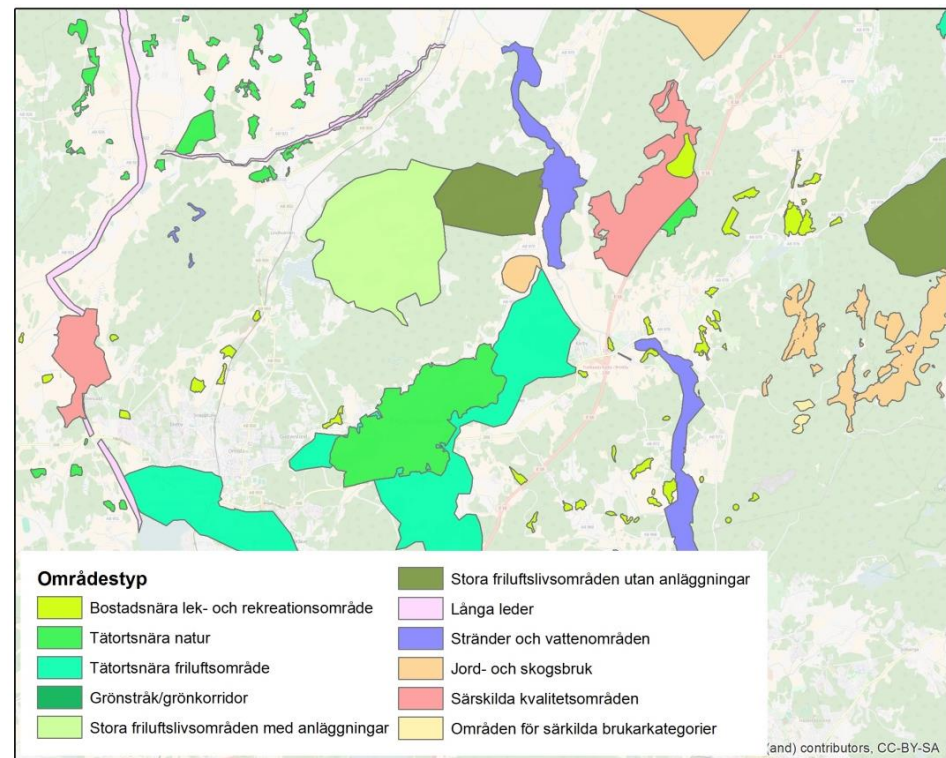 Områdestyp
Bostadsnära lek- och rekreationsområde
Tätortsnära natur
Tätortsnära friluftsområde
Grönstråk/grönkorridor
Stora friluftslivsområden med anläggningar
Stora friluftslivsområden utan anläggningar
Långa leder
Stränder och vattenområden
Jord- och skogsbruk
Särskilda kvalitetsområden
Områden för särkilda brukarkategorier
(and) contributors, CC-BY-SA